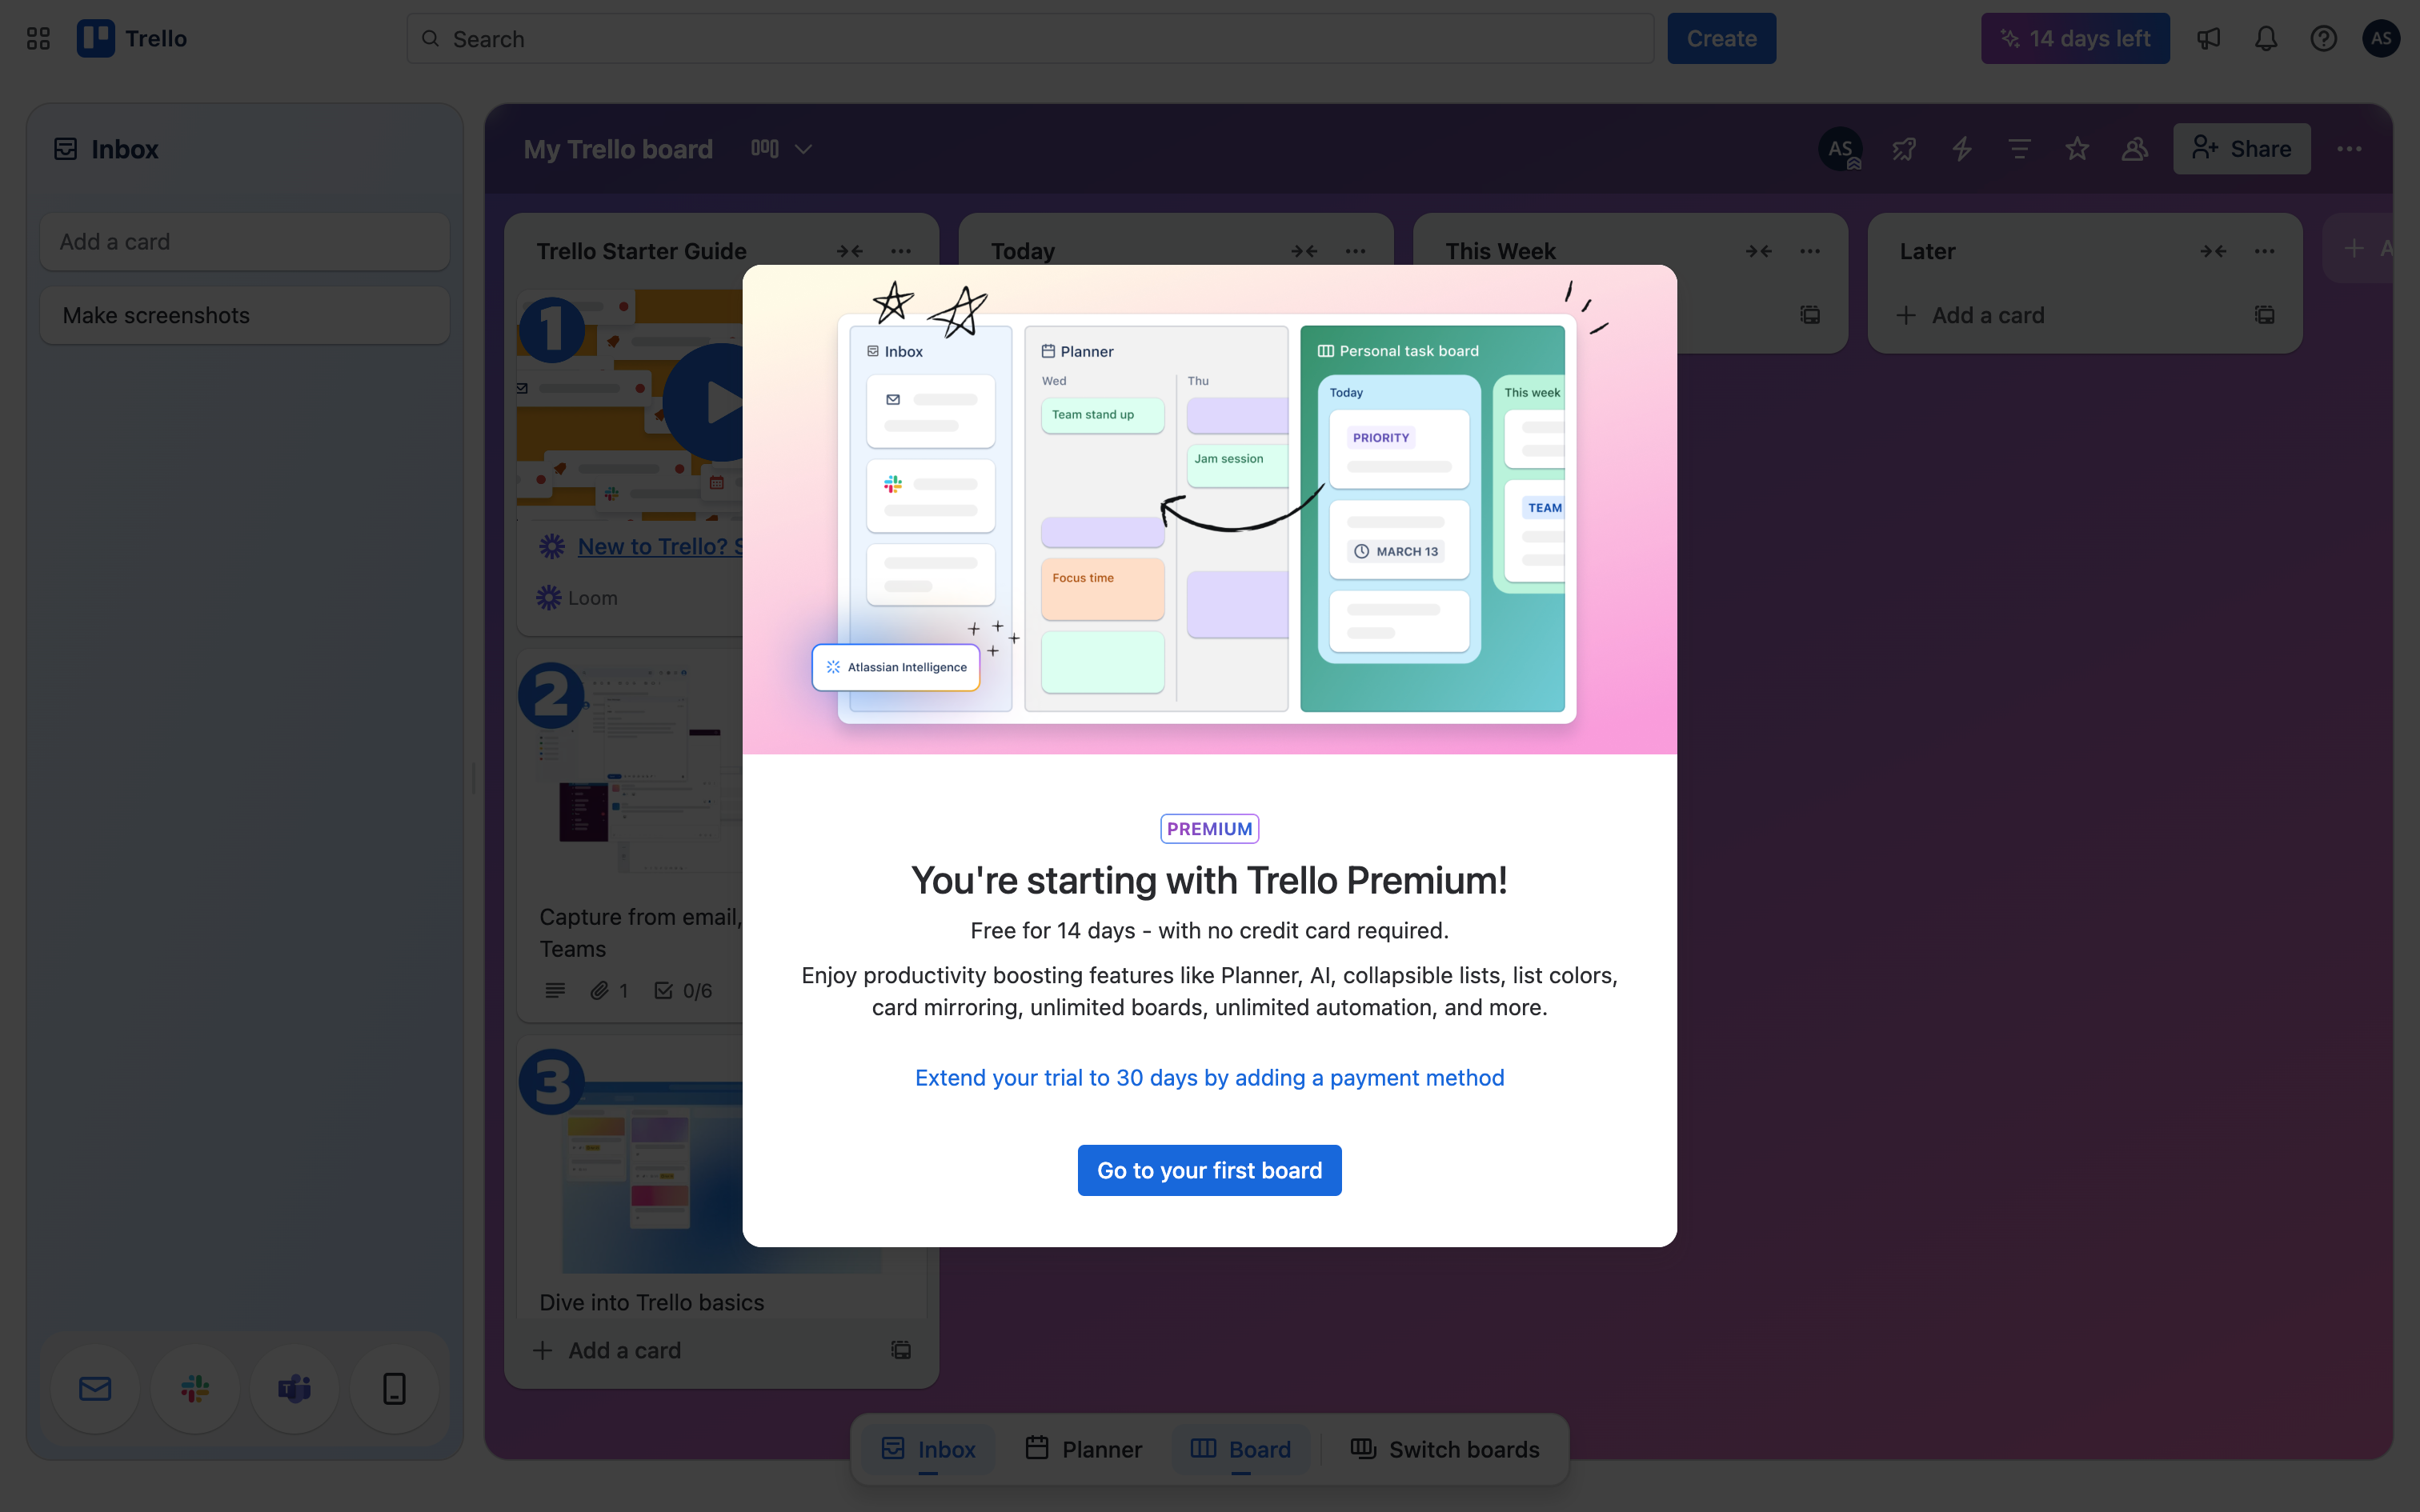 Trello
Search
Create
14 days left
AS
Inbox
Add a card
Make screenshots
My Trello board
AS
Share
Trello Starter Guide
Today
This Week
Later
Add a card
1
New to Trello? S
Loom
2
Capture from email,
Teams
1
0/6
3
Dive into Trello basics
Add a card
Inbox
Planner
Wed
Thu
Team stand up
Jam session
Focus time
Personal task board
Today
This week
PRIORITY
TEAM
MARCH 13
Atlassian Intelligence
PREMIUM
You're starting with Trello Premium!
Free for 14 days - with no credit card required.
Enjoy productivity boosting features like Planner, AI, collapsible lists, list colors,
card mirroring, unlimited boards, unlimited automation, and more.
Extend your trial to 30 days by adding a payment method
Go to your first board
Inbox
Planner
Board
Switch boards